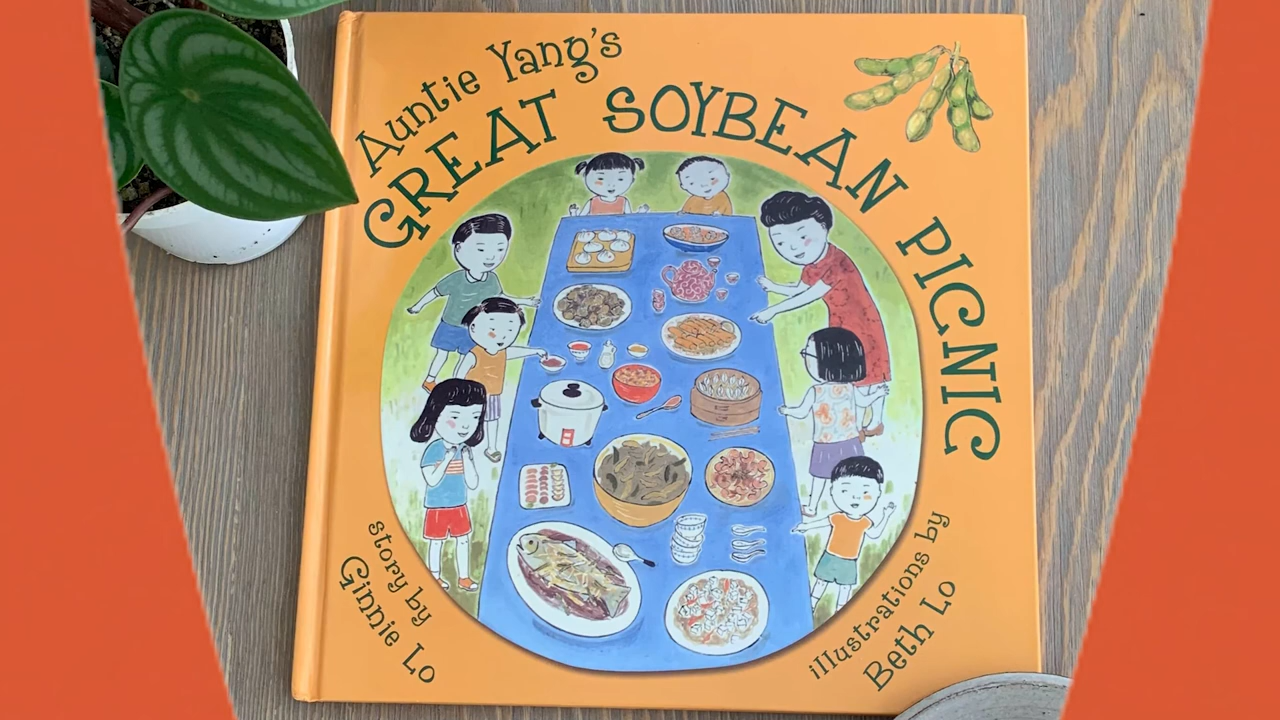 Auntie Yang's
GREAT SOYBEAN PICNIC
story by
Ginnie Lo
illustrations by
Beth Lo